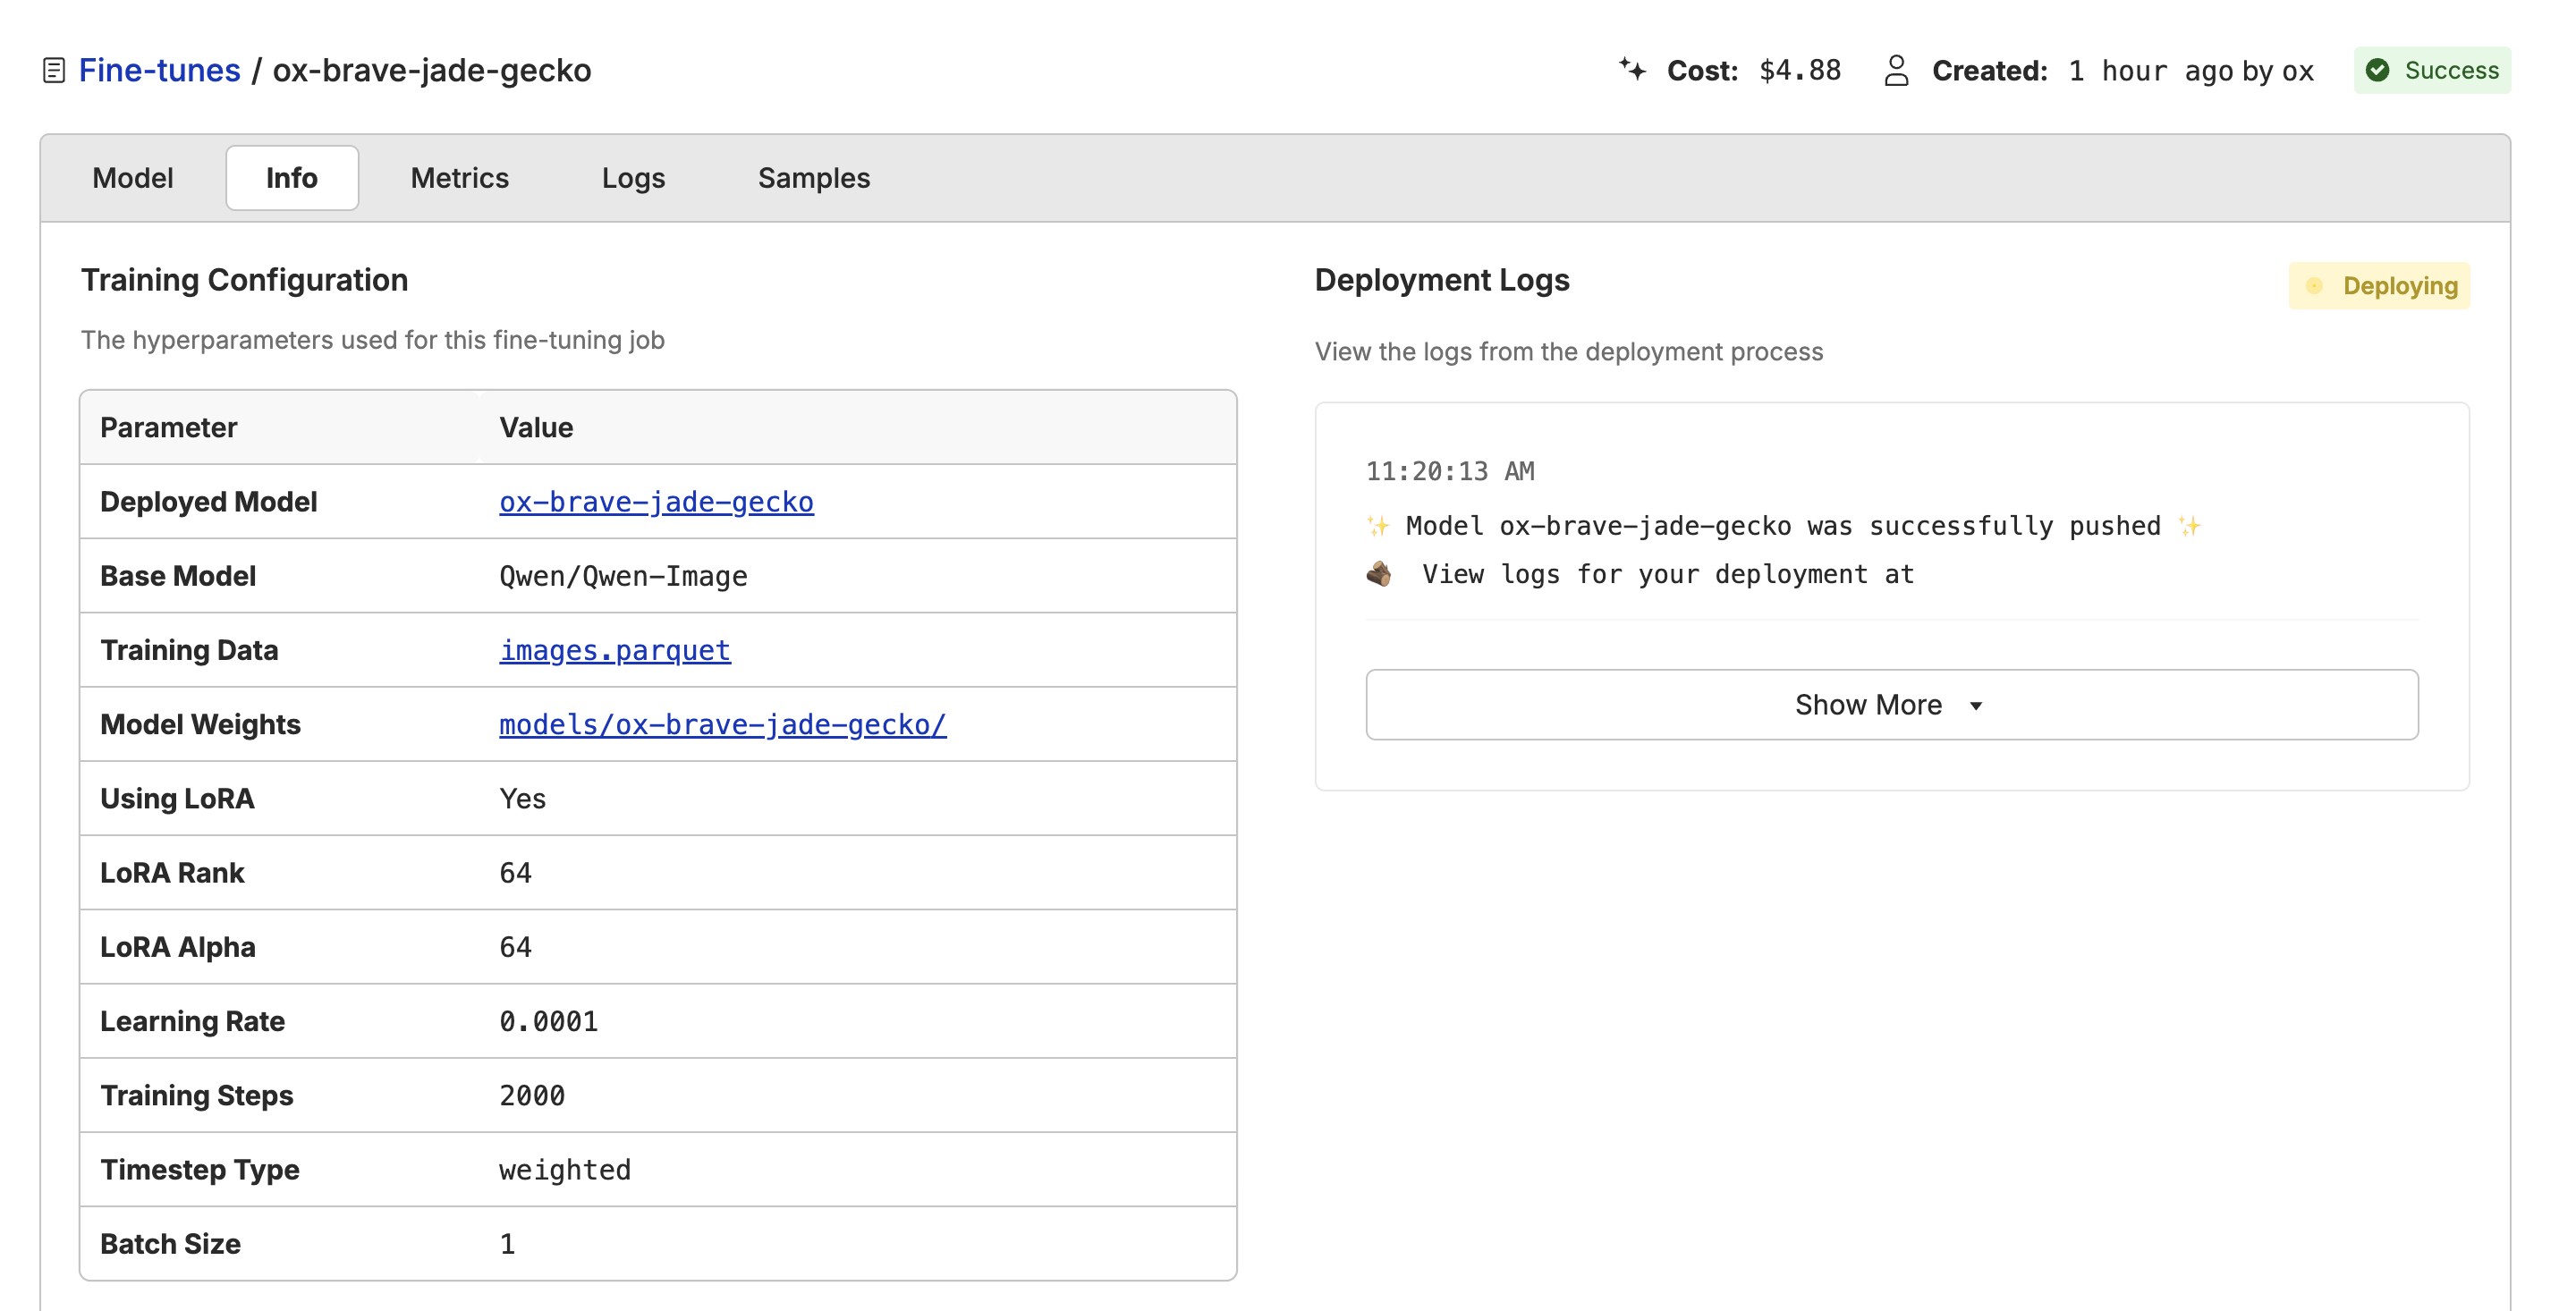 Fine-tunes / ox-brave-jade-gecko
Cost: $4.88
Created: 1 hour ago by ox
Success
Model
Info
Metrics
Logs
Samples
Training Configuration
The hyperparameters used for this fine-tuning job
Parameter Value
Deployed Model ox-brave-jade-gecko
Base Model Qwen/Qwen-Image
Training Data images.parquet
Model Weights models/ox-brave-jade-gecko/
Using LoRA Yes
LoRA Rank 64
LoRA Alpha 64
Learning Rate 0.0001
Training Steps 2000
Timestep Type weighted
Batch Size 1
Deployment Logs
Deploying
View the logs from the deployment process
11:20:13 AM
✨ Model ox-brave-jade-gecko was successfully pushed ✨
🪵 View logs for your deployment at
Show More